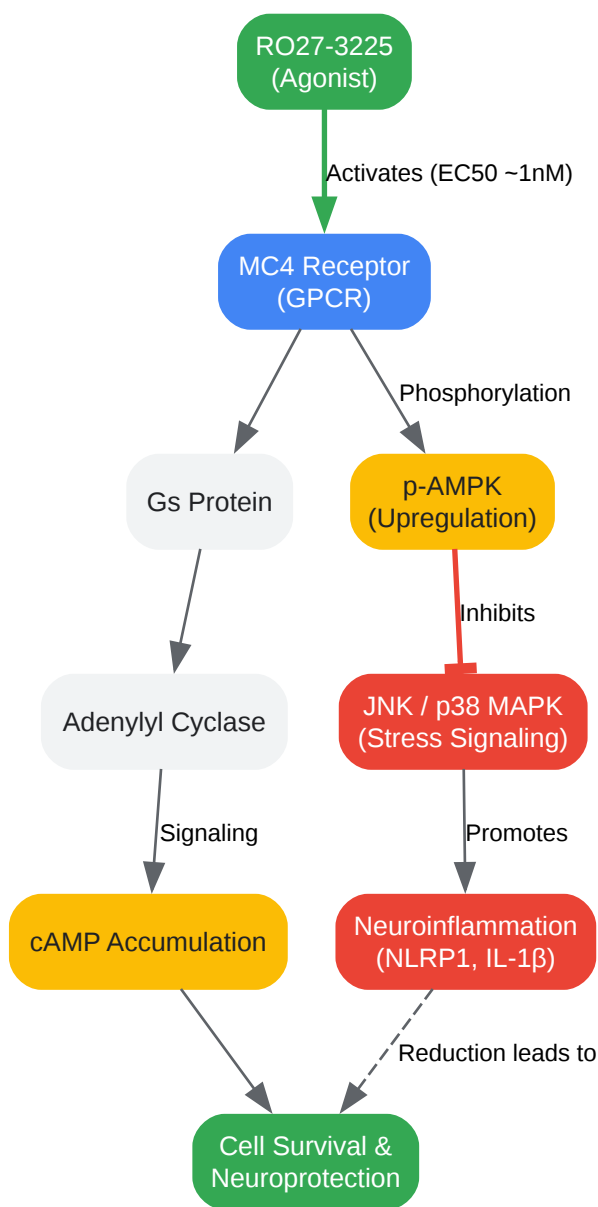 RO27-3225
(Agonist)
Activates (EC50 ~1nM)
MC4 Receptor
(GPCR)
Phosphorylation
Gs Protein
p-AMPK
(Upregulation)
Inhibits
Adenylyl Cyclase
JNK / p38 MAPK
(Stress Signaling)
Signaling
Promotes
cAMP Accumulation
Neuroinflammation
(NLRP1, IL-1β)
Reduction leads to
Cell Survival &
Neuroprotection